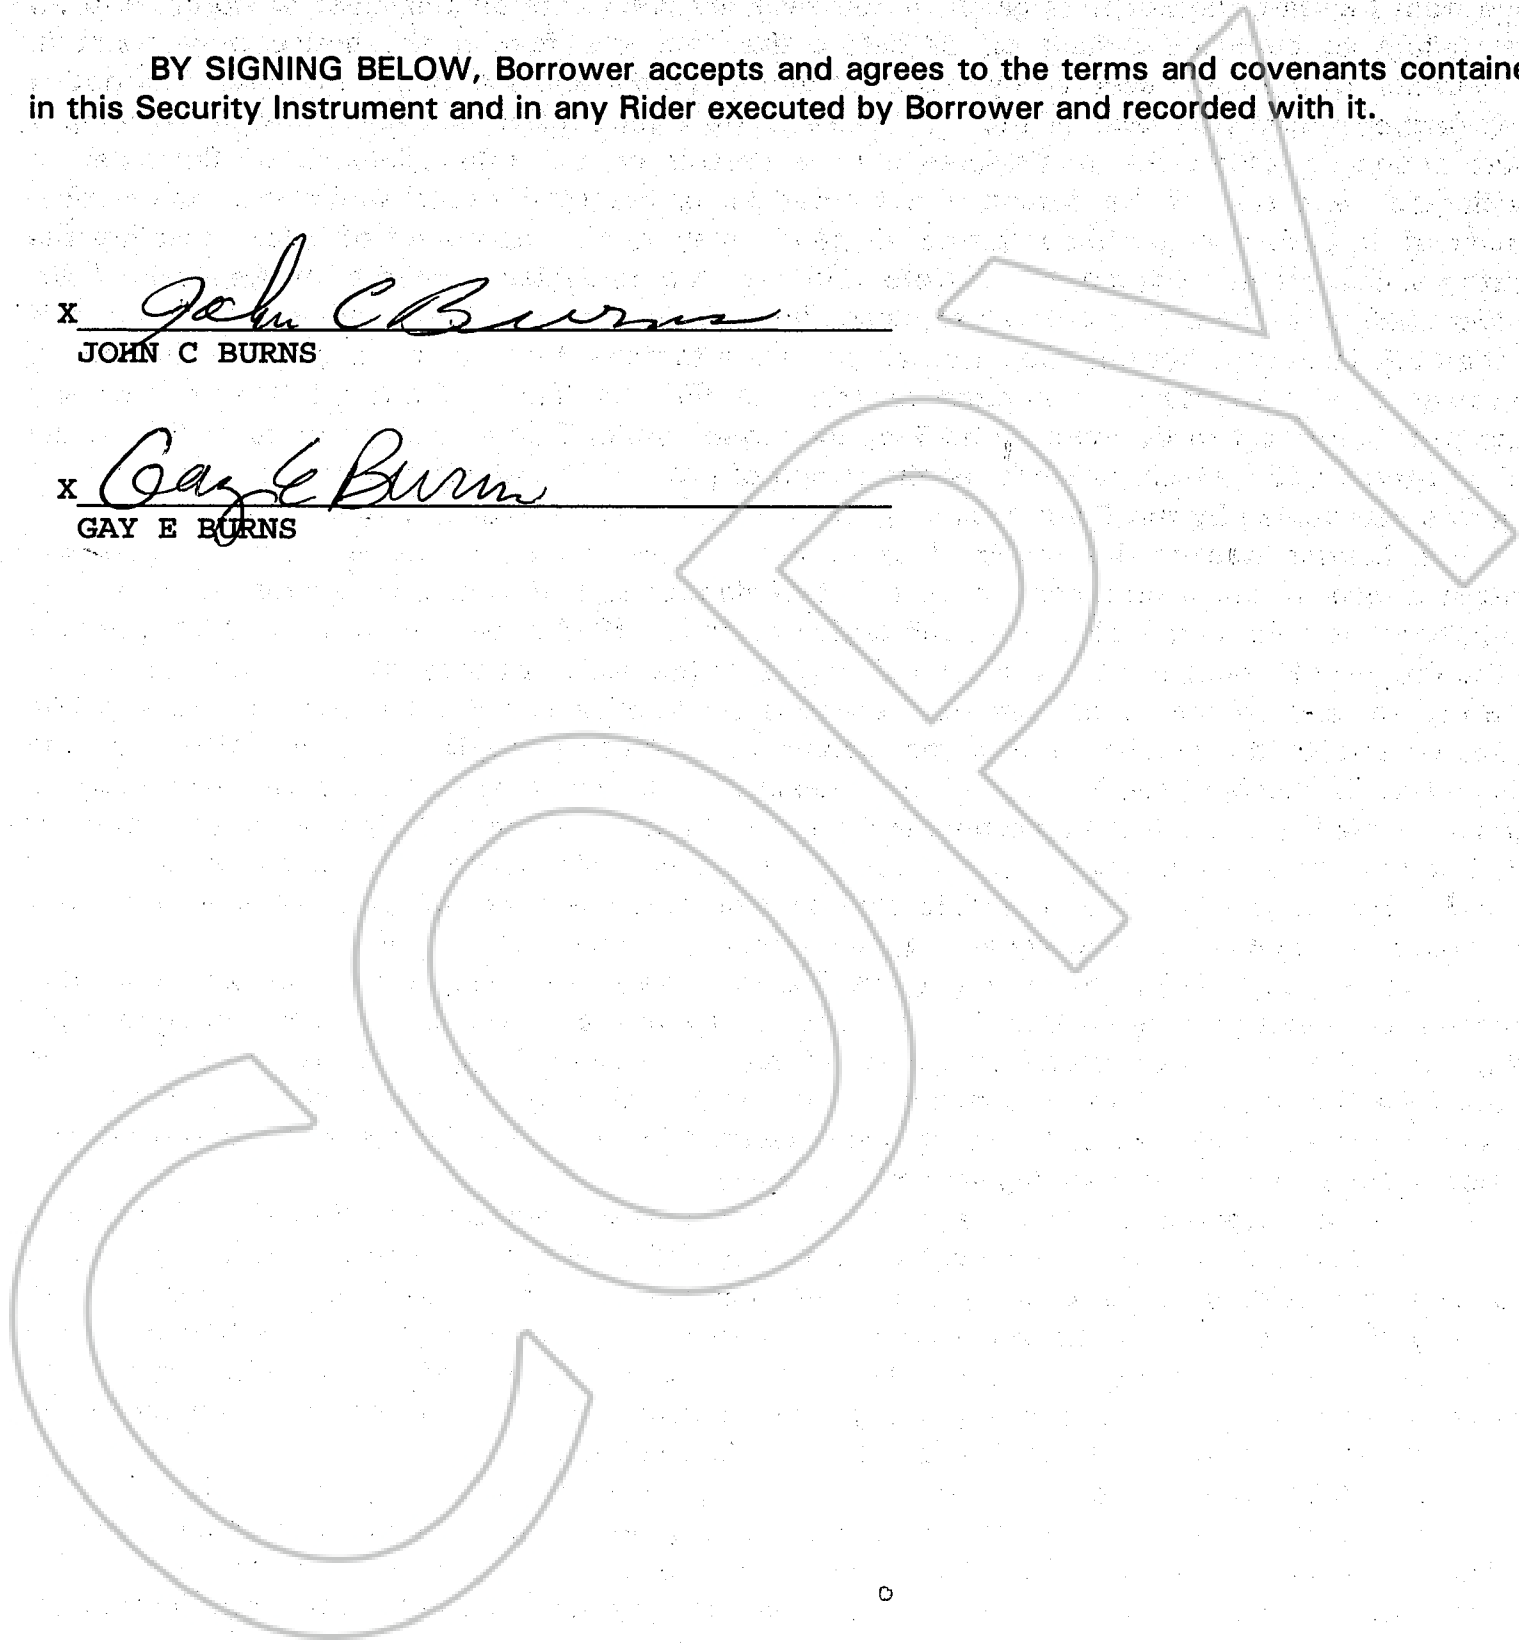 BY SIGNING BELOW, Borrower accepts and agrees to the terms and covenants containe
in this Security Instrument and in any Rider executed by Borrower and recorded with it.
x John C Burns
JOHN C BURNS
x Gay E Burns
GAY E BURNS
COPY